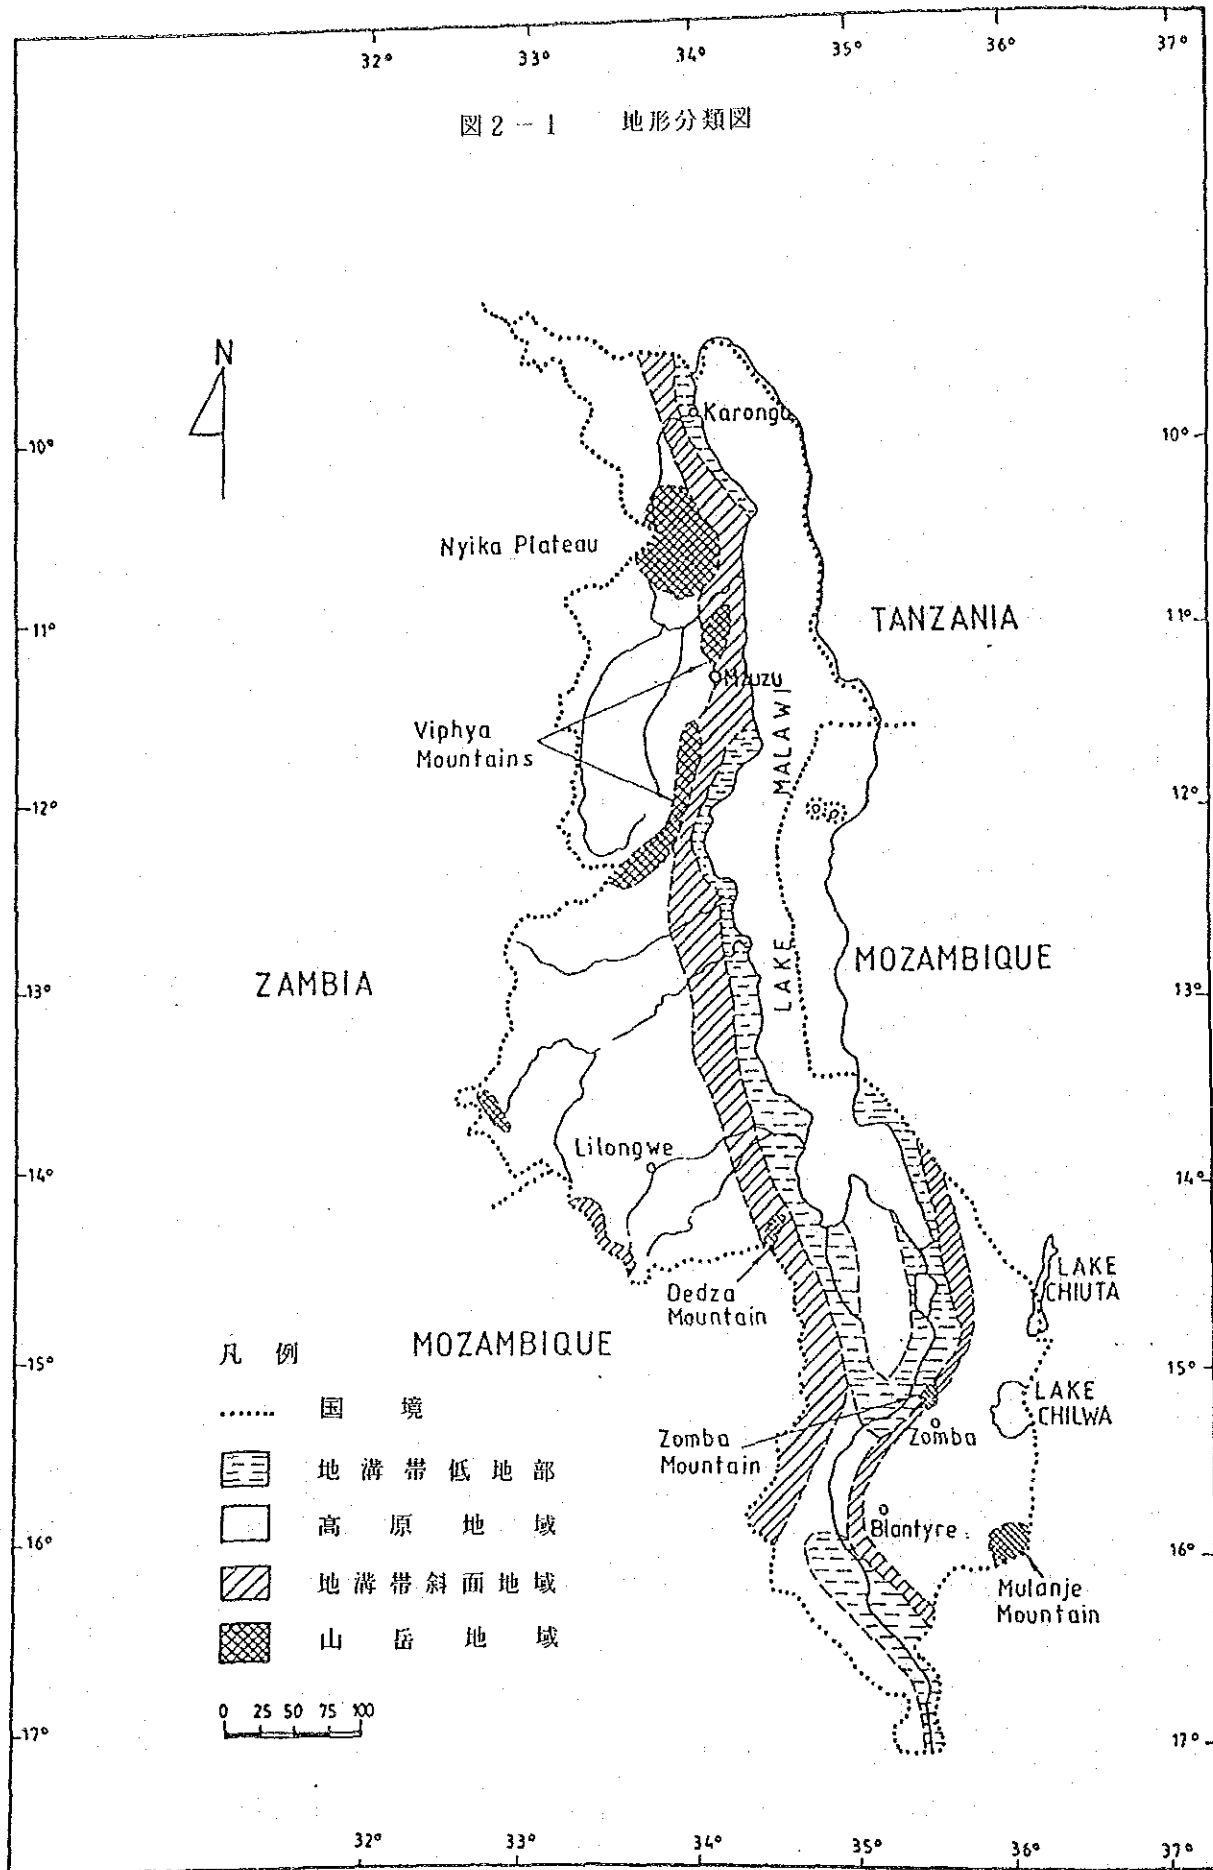 32° 33° 34° 35° 36° 37°
図2-1 地形分類図
N
Karonga
10° 10°
Nyika Plateau
TANZANIA
11° 11°
Mzuzu
Viphya
Mountains
LAKE MALAWI
12° 12°
MOZAMBIQUE
ZAMBIA
13° 13°
Lilongwe
14° 14°
LAKE
CHIUTA
Dedza
Mountain
MOZAMBIQUE
15° 15°
LAKE
CHILWA
Zomba
Zomba
Mountain
Blantyre
16° 16°
Mulanje
Mountain
凡例
国境
地溝帯低地部
高原地域
地溝帯斜面地域
山岳地域
0 25 50 75 100
17° 17°
32° 33° 34° 35° 36° 37°